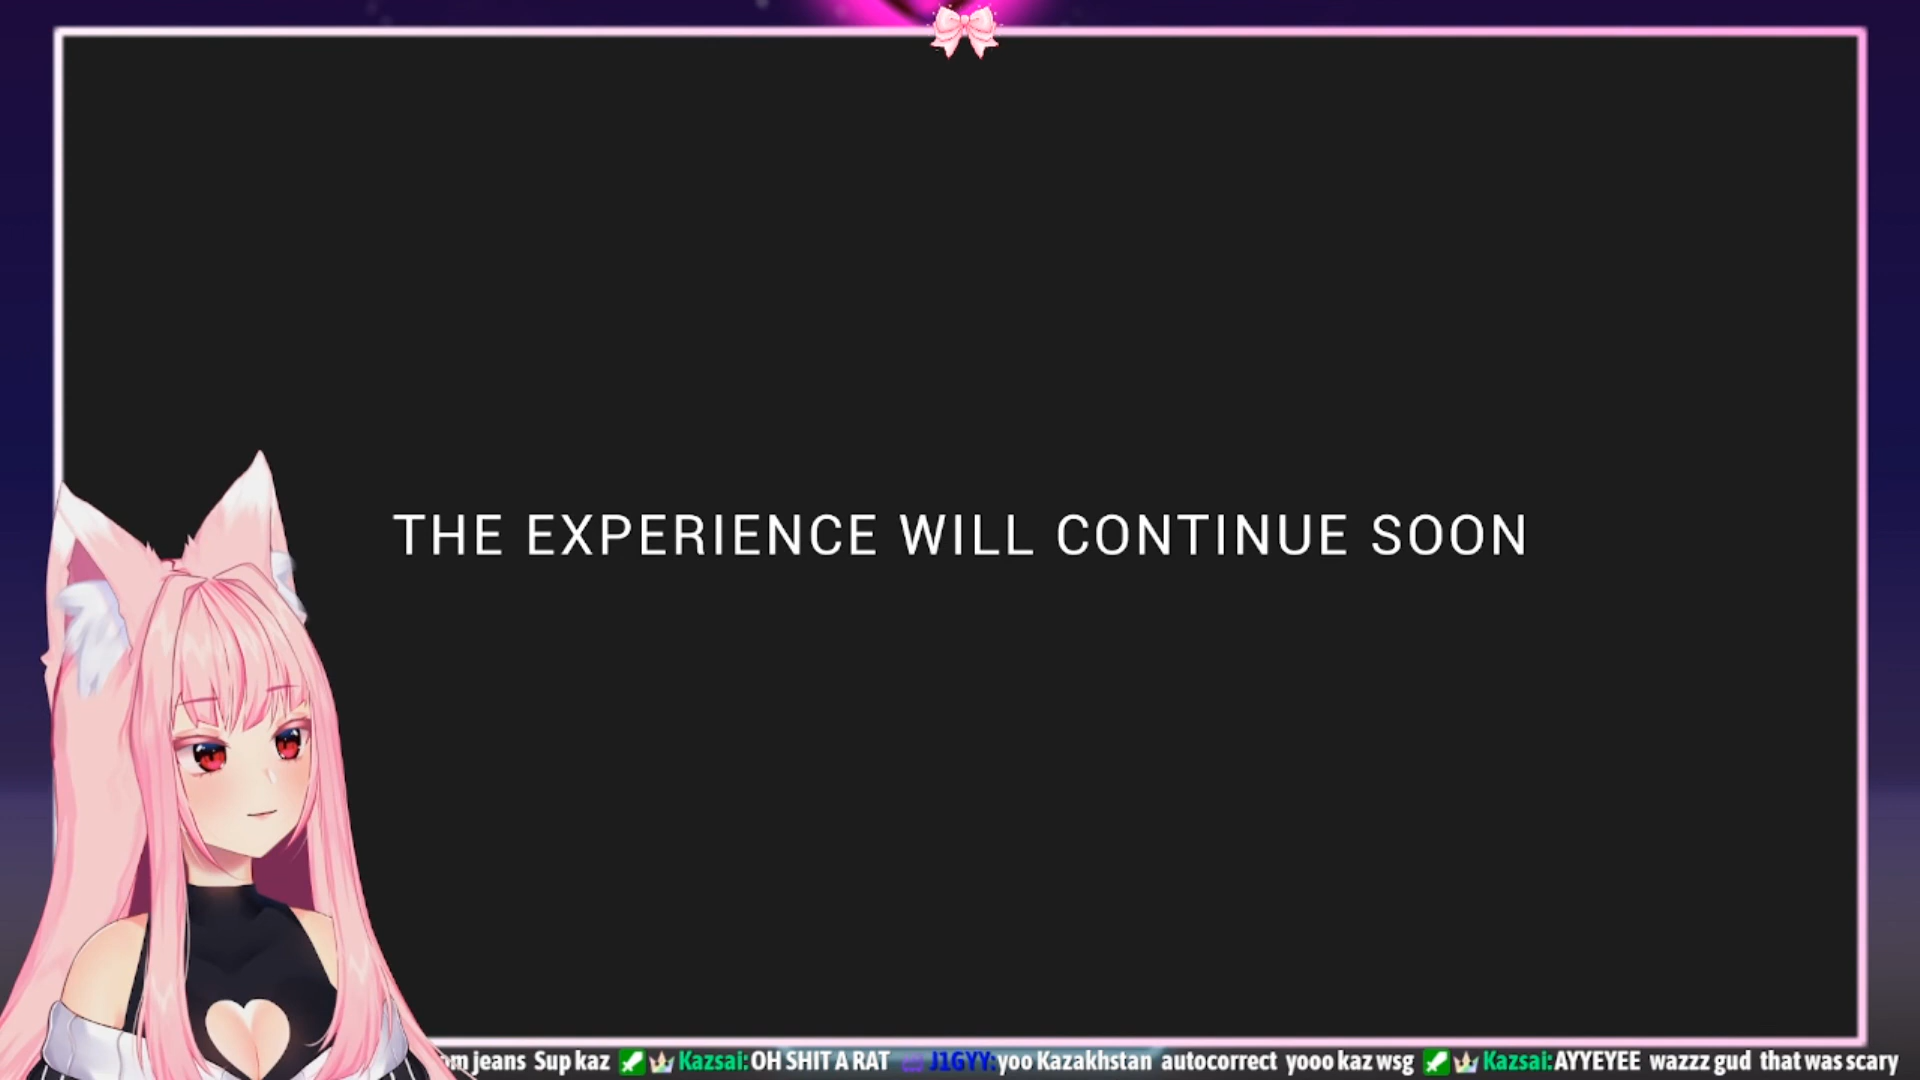 THE EXPERIENCE WILL CONTINUE SOON
jeans Sup kaz Kazsai: OH SHIT A RAT J1GYY: yoo Kazakhstan autocorrect yooo kaz wsg Kazsai: AYYEYEE wazzz gud that was scary